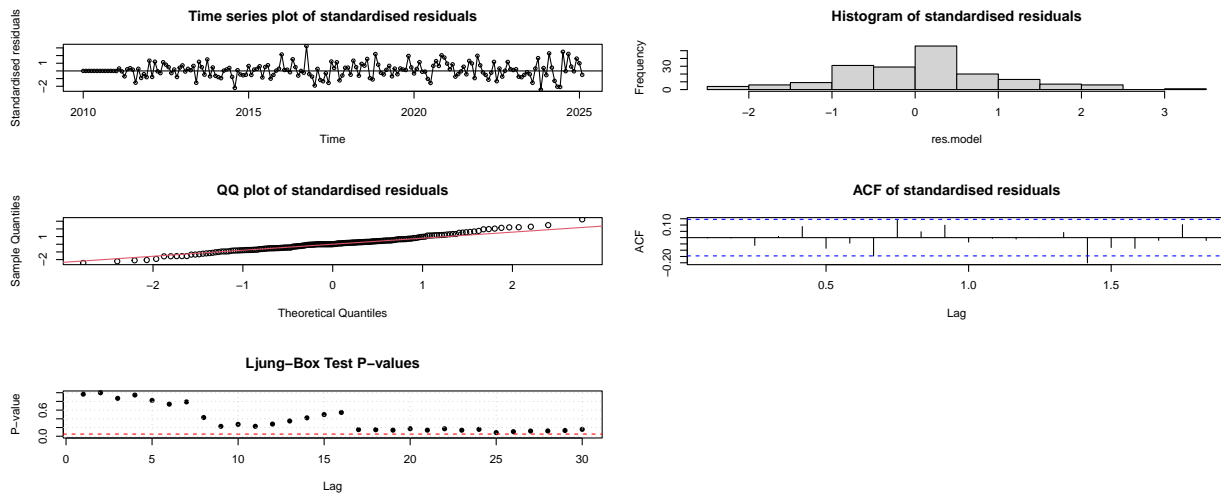 Time series plot of standardised residuals
Standardised residuals
1
−2
2010
2015
2020
2025
Time
Histogram of standardised residuals
Frequency
30
0
−2
−1
0
1
2
3
res.model
QQ plot of standardised residuals
Sample Quantiles
1
−2
−2
−1
0
1
2
Theoretical Quantiles
ACF of standardised residuals
ACF
0.10
−0.20
0.5
1.0
1.5
Lag
Ljung−Box Test P−values
P−value
0.6
0.0
0
5
10
15
20
25
30
Lag